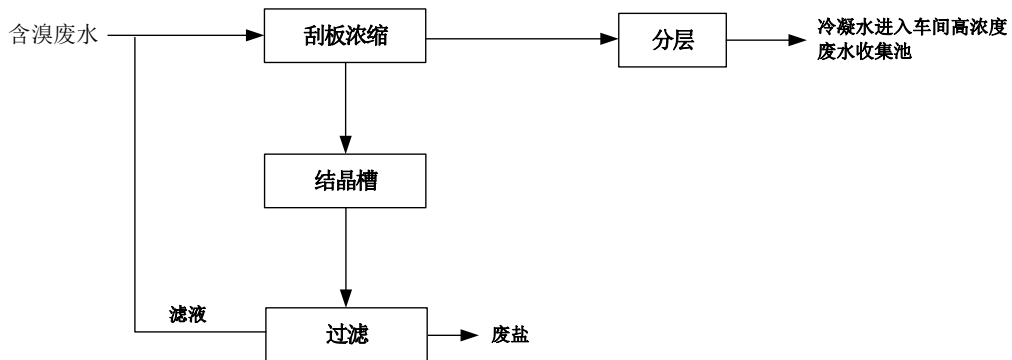 含溴废水
刮板浓缩
分层
冷凝水进入车间高浓度
废水收集池
结晶槽
滤液
过滤
废盐